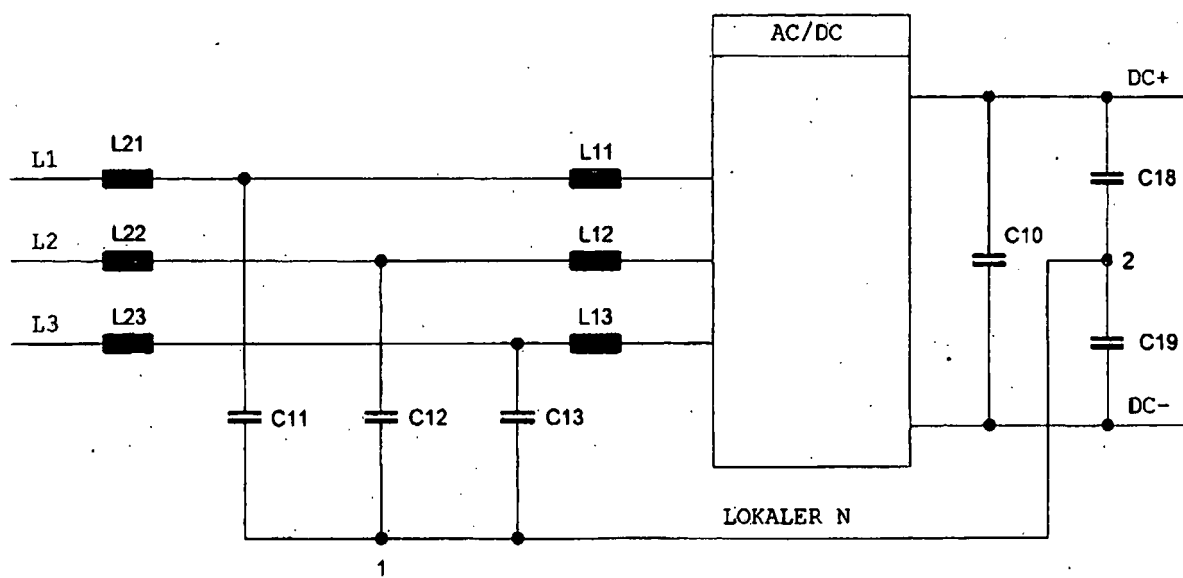 AC/DC
DC+
L21
L1
L11
C18
L22
L2
L12
C10
2
L23
L3
L13
C19
DC-
C11
C12
C13
LOKALER N
1